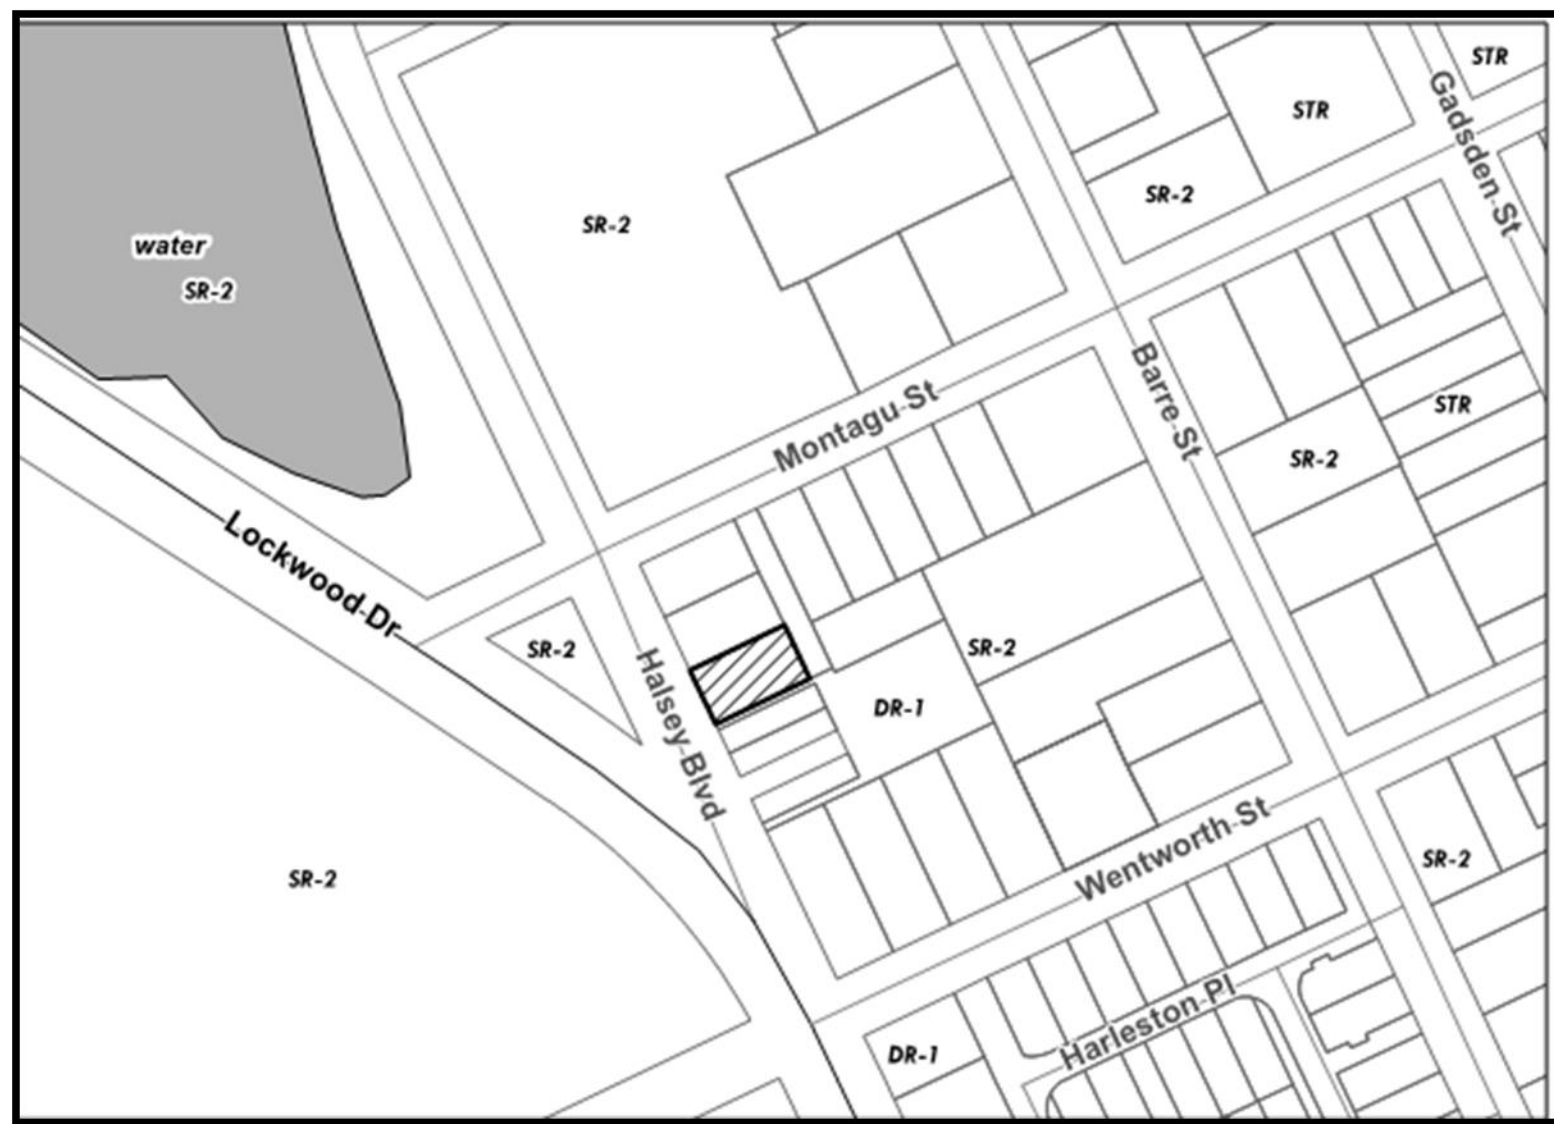 STR
Gadsden St
STR
SR-2
SR-2
water
SR-2
Barre St
Montagu St
STR
SR-2
Lockwood Dr
SR-2
Halsey Blvd
SR-2
DR-1
Wentworth St
SR-2
SR-2
Harleston Pl
DR-1